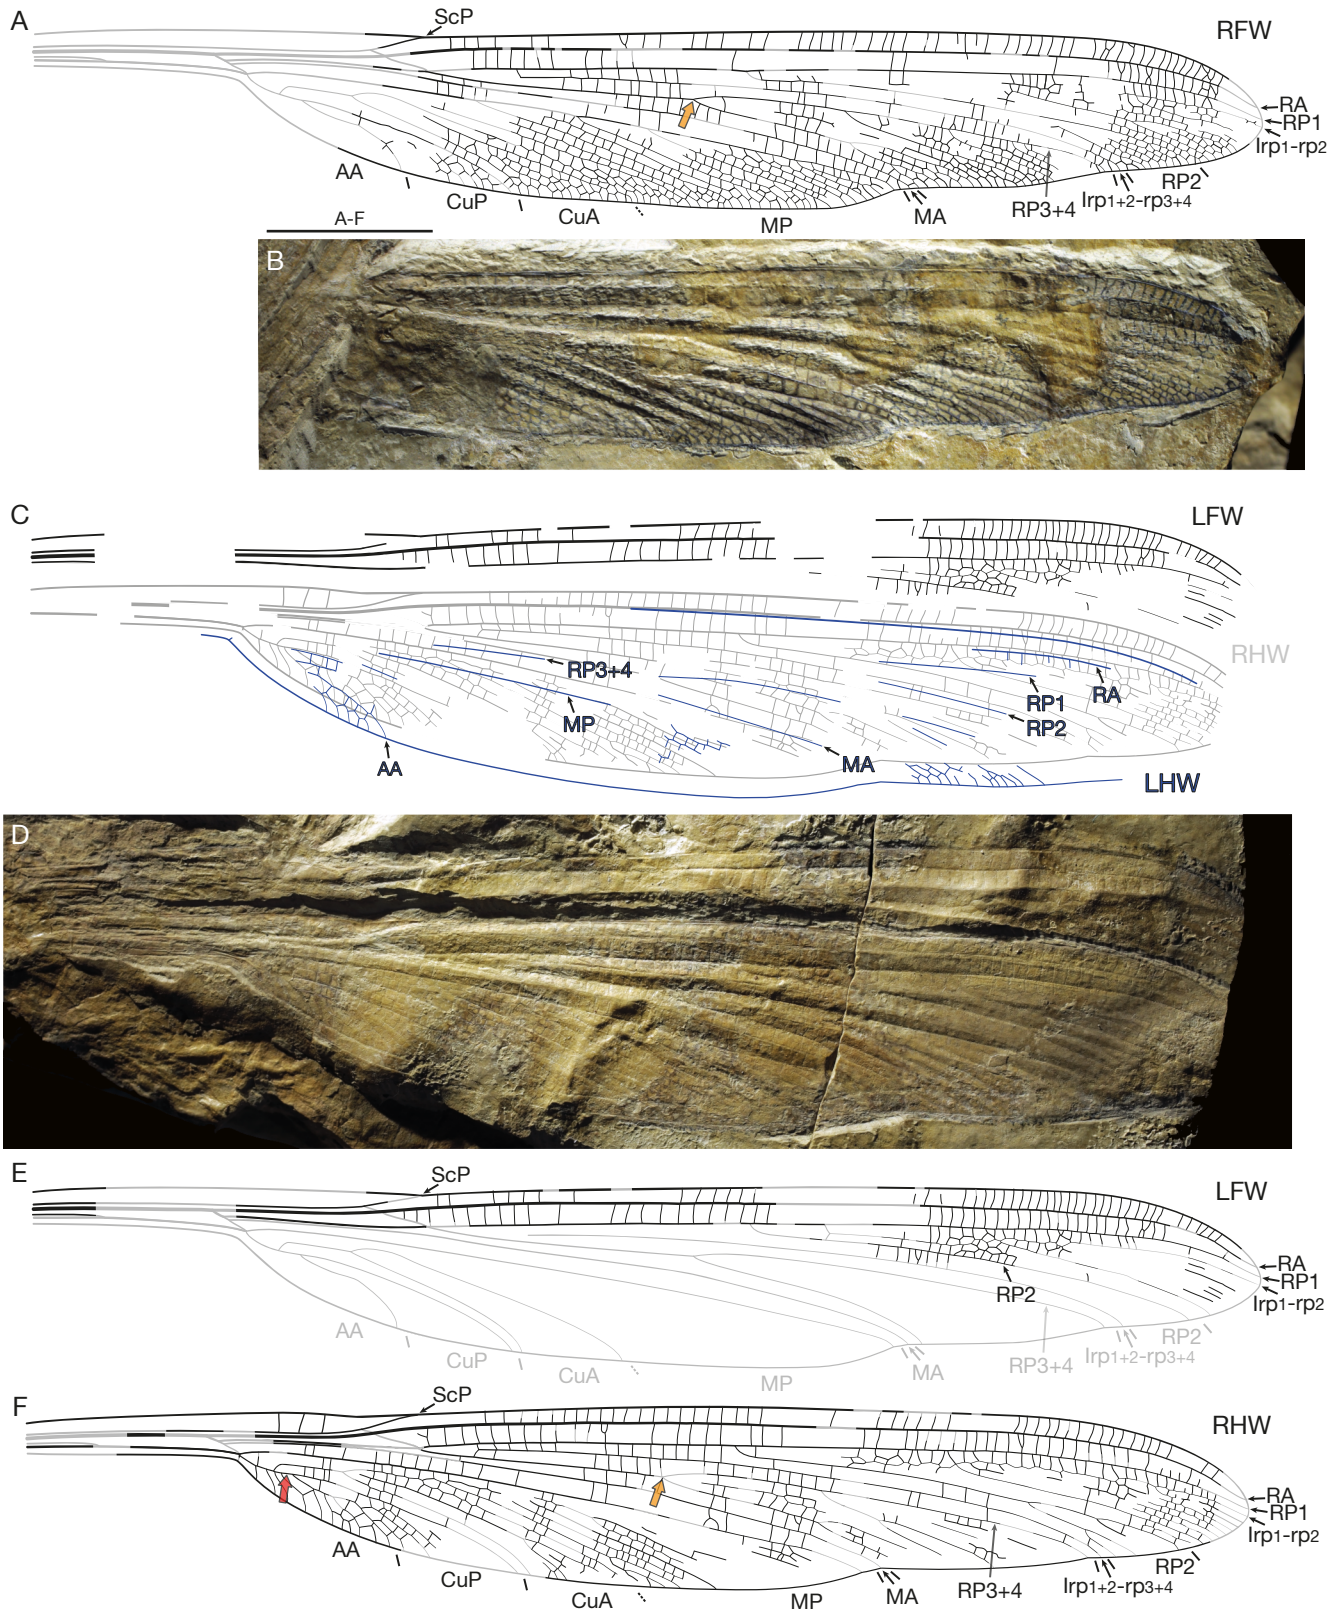 A
ScP
RFW
RA
RP1
Irp1-rp2
RP2
Irp1+2-rp3+4
RP3+4
MA
MP
CuA
CuP
AA
A-F
B
C
LFW
RHW
RP3+4
MP
AA
MA
RP1
RA
RP2
LHW
D
E
ScP
LFW
RA
RP1
Irp1-rp2
RP2
RP2
Irp1+2-rp3+4
RP3+4
MA
MP
CuA
CuP
AA
F
ScP
RHW
RA
RP1
Irp1-rp2
RP2
Irp1+2-rp3+4
RP3+4
MA
MP
CuA
CuP
AA